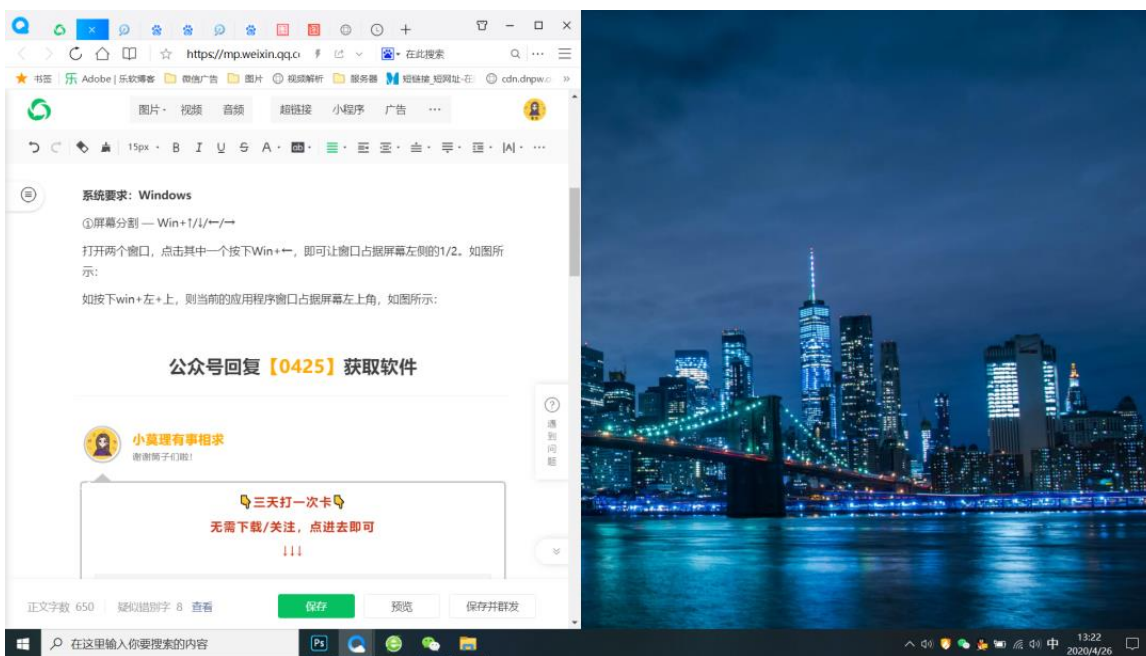 https://mp.weixin.qq.c
在此搜索
书签
Adobe | 乐软博客
微信广告
图片
视频解析
服务器
短链接_短网址-在
cdn.dnpw.c
图片
视频
音频
超链接
小程序
广告
15px
B I U S A
系统要求：Windows
①屏幕分割 — Win+↑/↓/←/→
打开两个窗口，点击其中一个按下Win+←，即可让窗口占据屏幕左侧的1/2。如图所
示：
如按下win+左+上，则当前的应用程序窗口占据屏幕左上角，如图所示：
公众号回复【0425】获取软件
小莫理有事相求
谢谢筒子们啦！
遇到问题
👇三天打一次卡👇
无需下载/关注，点进去即可
↓↓↓
正文字数 650
疑似错别字 8
查看
保存
预览
保存并群发
在这里输入你要搜索的内容
Ps
中
13:22
2020/4/26